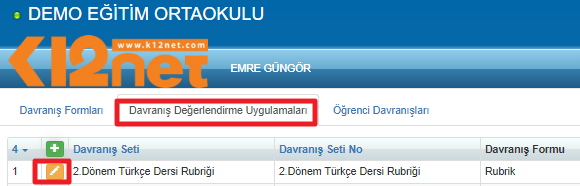 DEMO EĞİTİM ORTAOKULU
www.k12net.com
K12net
EMRE GÜNGÖR
Davranış Formları Davranış Değerlendirme Uygulamaları Öğrenci Davranışları
4 Davranış Seti Davranış Seti No Davranış Formu
1 2.Dönem Türkçe Dersi Rubriği 2.Dönem Türkçe Dersi Rubriği Rubrik